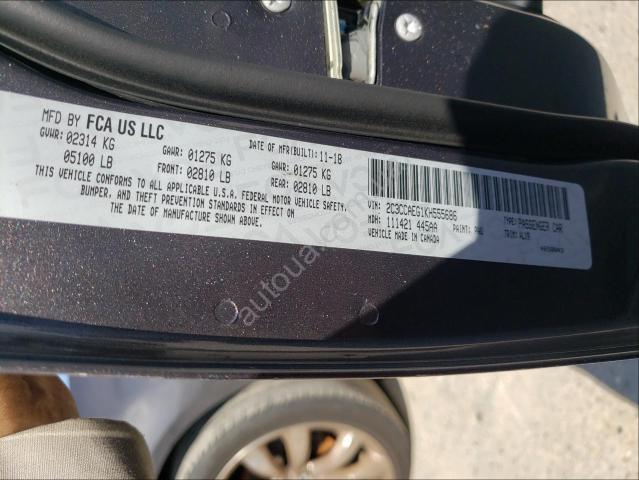 MFD BY FCA US LLC
DATE OF MFR(BUILT): 11-18
GVWR: 02314 KG
GAWR: 01275 KG
GAWR: 01275 KG
05100 LB
FRONT: 02810 LB
REAR: 02810 LB
THIS VEHICLE CONFORMS TO ALL APPLICABLE U.S.A. FEDERAL MOTOR VEHICLE SAFETY,
BUMPER, AND THEFT PREVENTION STANDARDS IN EFFECT ON
THE DATE OF MANUFACTURE SHOWN ABOVE.
VIN: 2C3CCAEG1KH555686
TYPE: PASSENGER CAR
MDH: 111421 445AA
PAINT:
TRIM:
VEHICLE MADE IN CANADA